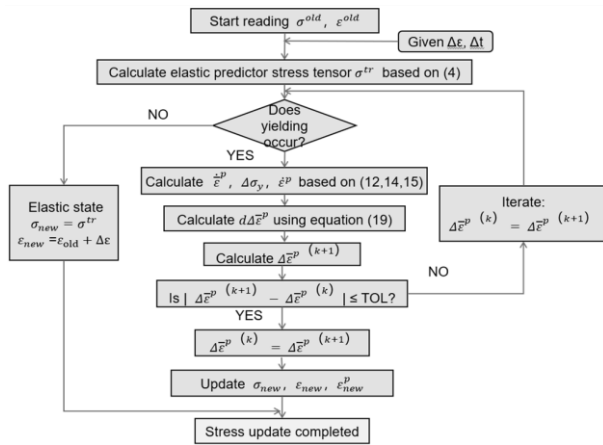 Start reading σ^old, ε^old
Given Δε, Δt
Calculate elastic predictor stress tensor σ^tr based on (4)
Does
yielding
occur?
NO
YES
Calculate ε̇̄^p, Δσ_y, ε̇^p based on (12,14,15)
Elastic state
σ_new = σ^tr
ε_new =ε_old + Δε
Calculate dΔε̄^p using equation (19)
Calculate Δε̄^p (k+1)
Iterate:
Δε̄^p (k) = Δε̄^p (k+1)
Is | Δε̄^p (k+1) − Δε̄^p (k) | ≤ TOL?
NO
YES
Δε̄^p (k) = Δε̄^p (k+1)
Update σ_new, ε_new, ε^p_new
Stress update completed